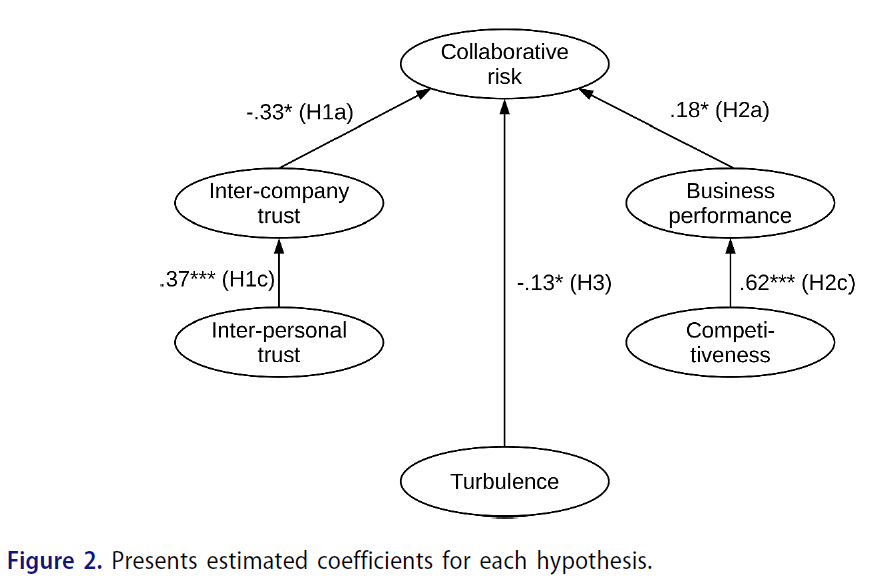 Collaborative
risk
-.33* (H1a)
.18* (H2a)
Inter-company
trust
Business
performance
.37*** (H1c)
-.13* (H3)
.62*** (H2c)
Inter-personal
trust
Competi-
tiveness
Turbulence
Figure 2. Presents estimated coefficients for each hypothesis.